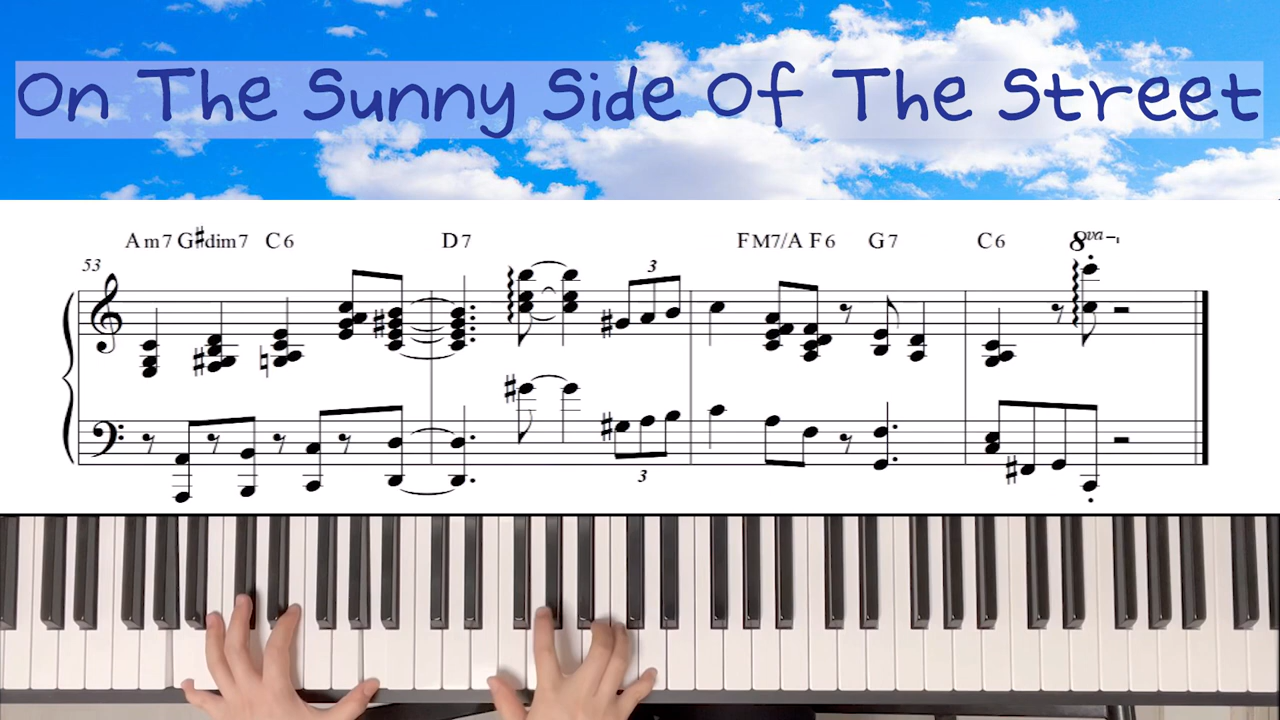 On The Sunny Side Of The Street
Am7 G#dim7 C6 D7 FM7/A F6 G7 C6 8va
53
3
3